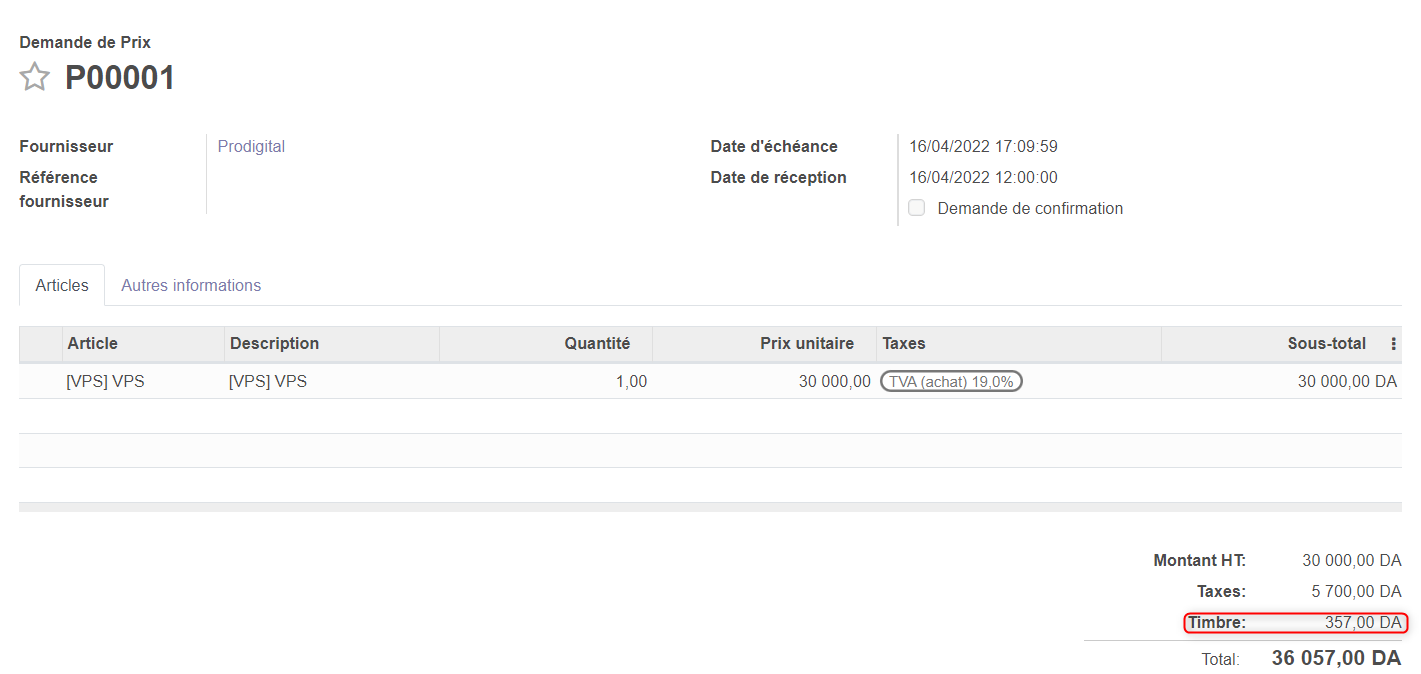 Demande de Prix
P00001
Fournisseur Prodigital
Référence
fournisseur
Date d'échéance 16/04/2022 17:09:59
Date de réception 16/04/2022 12:00:00
Demande de confirmation
Articles Autres informations
Article Description Quantité Prix unitaire Taxes Sous-total
[VPS] VPS [VPS] VPS 1,00 30 000,00 TVA (achat) 19,0% 30 000,00 DA
Montant HT: 30 000,00 DA
Taxes: 5 700,00 DA
Timbre: 357,00 DA
Total: 36 057,00 DA